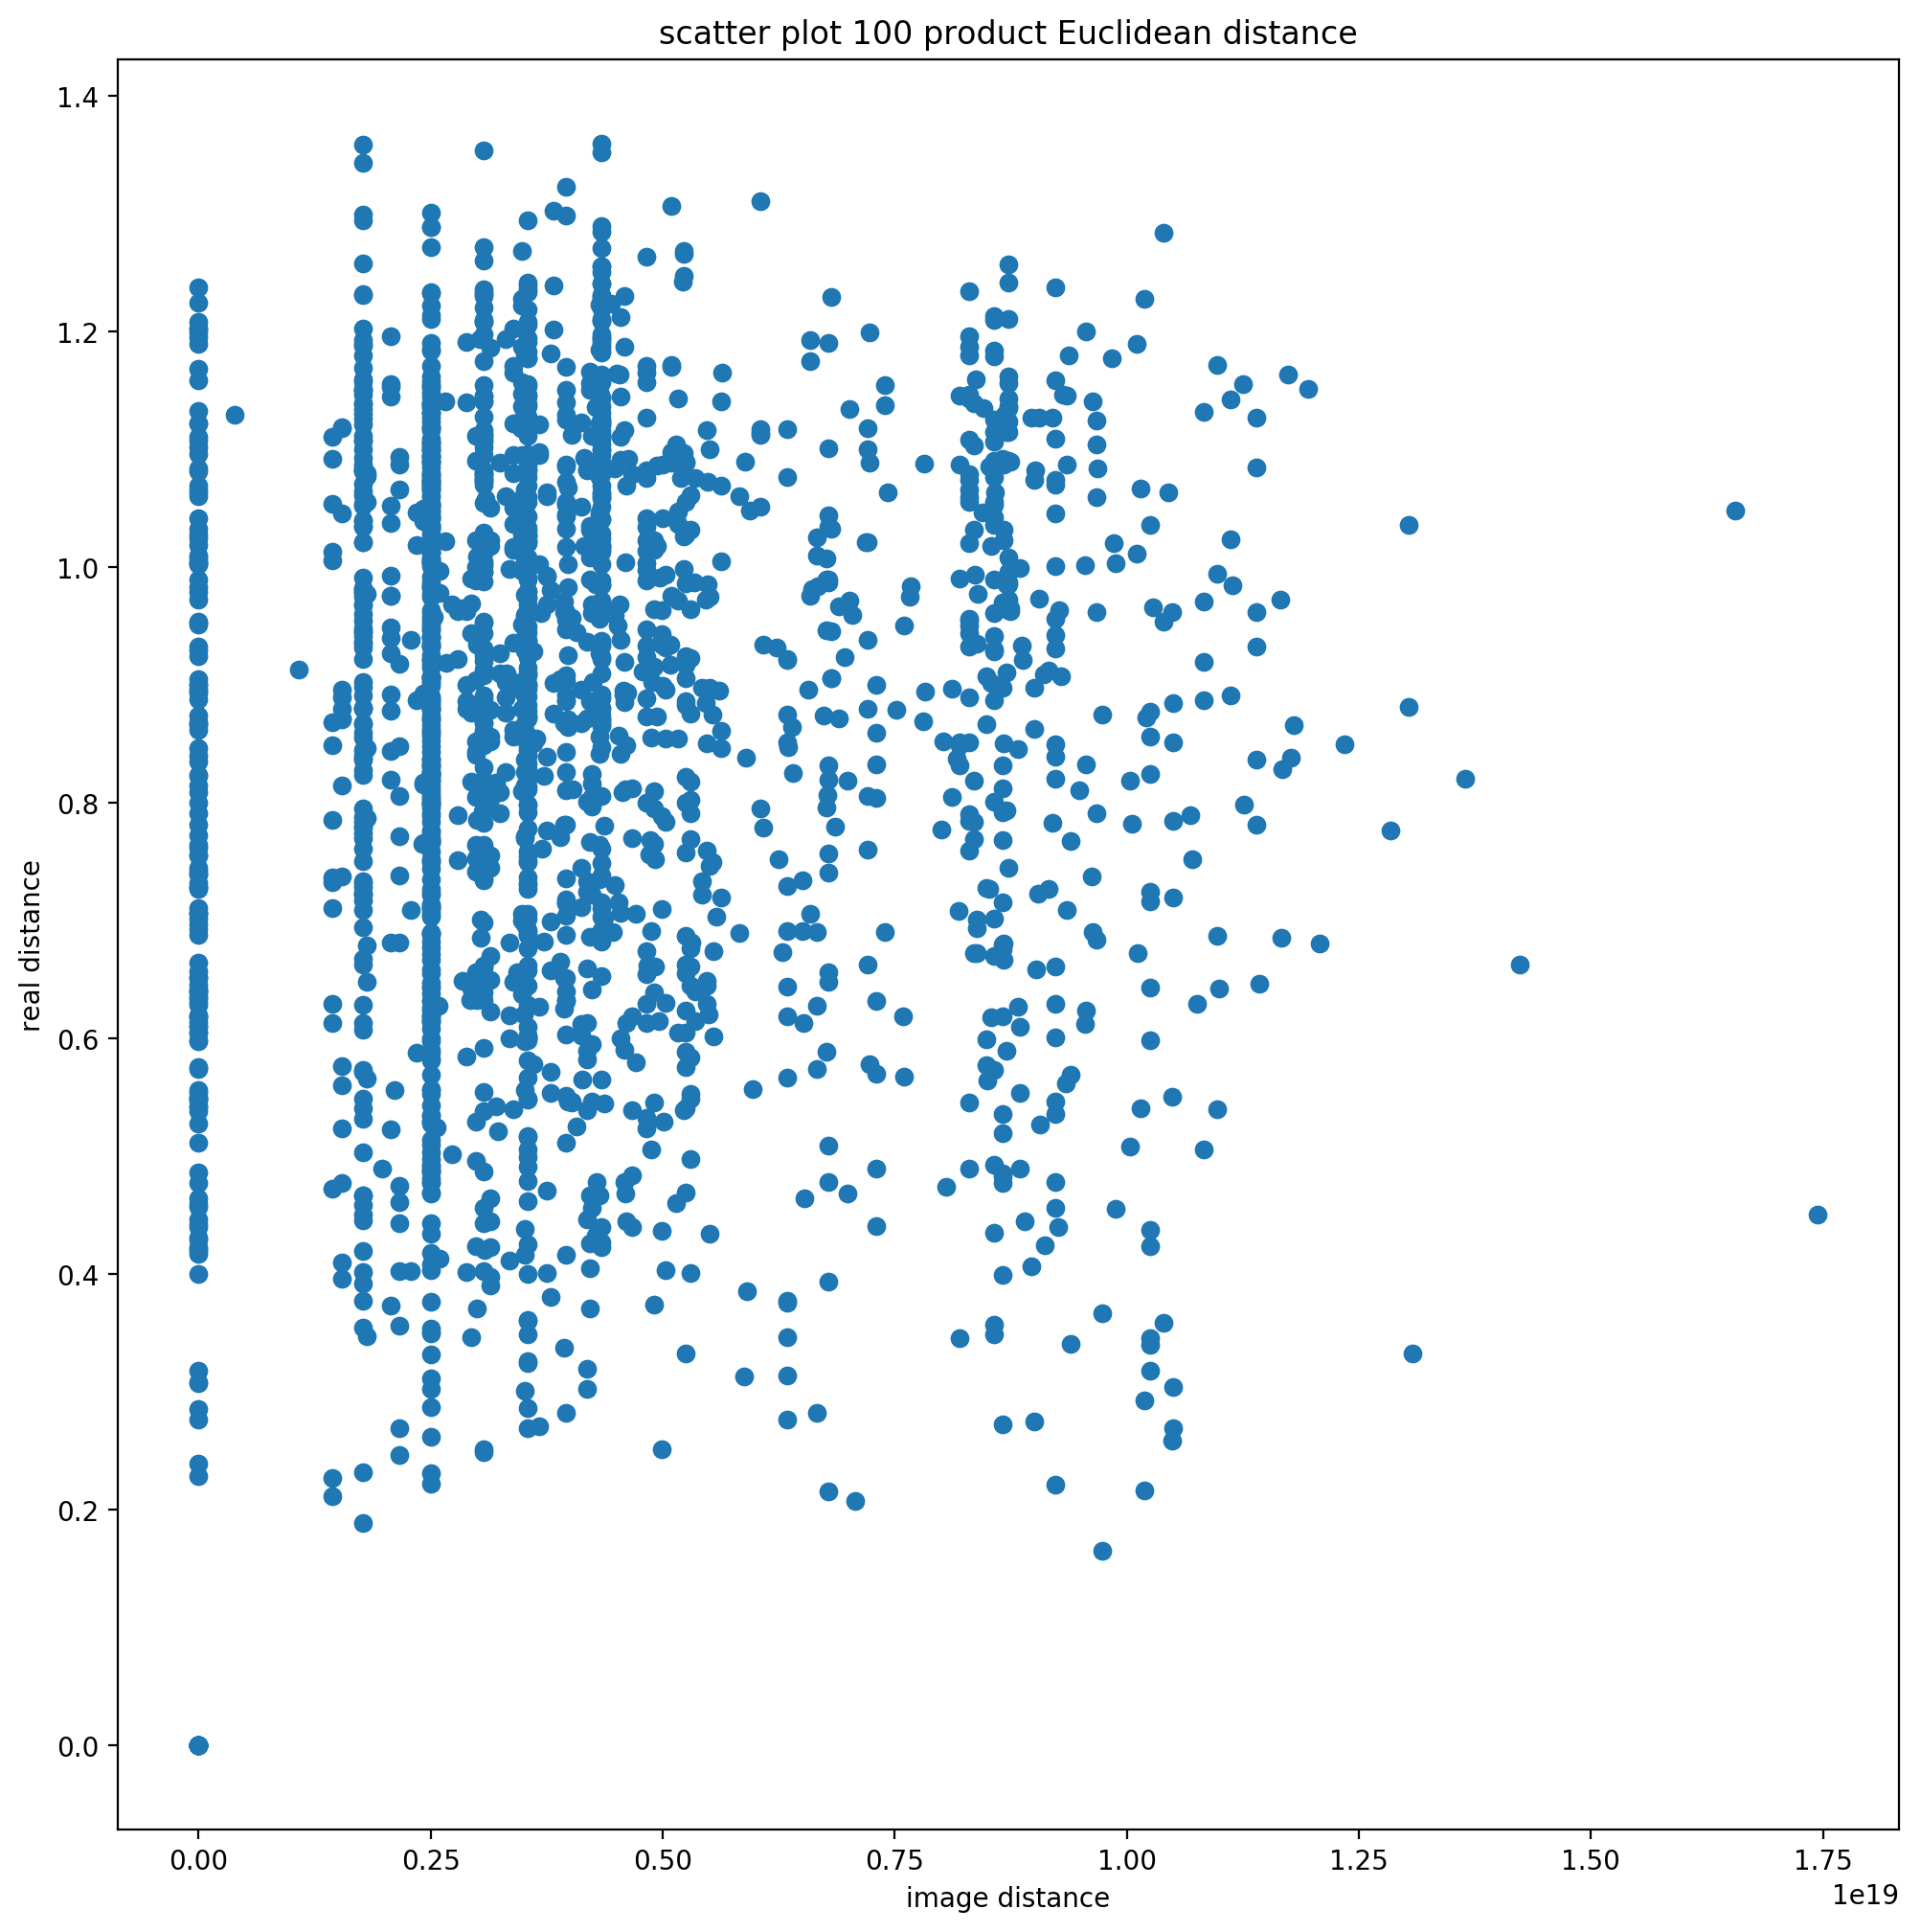 scatter plot 100 product Euclidean distance
1.4
1.2
1.0
0.8
0.6
0.4
0.2
0.0
real distance
0.00 0.25 0.50 0.75 1.00 1.25 1.50 1.75
1e19
image distance